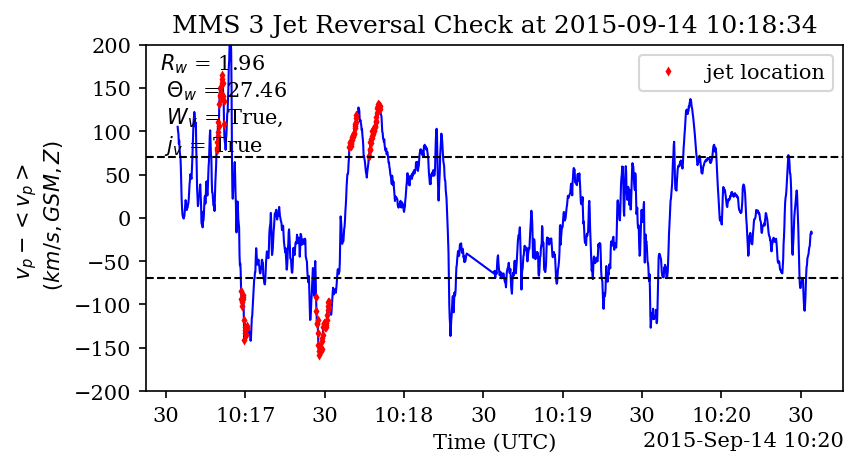 MMS 3 Jet Reversal Check at 2015-09-14 10:18:34
R_w = 1.96
Θ_w = 27.46
W_v = True,
j_v = True
jet location
v_p − < v_p >
(km/s, GSM, Z)
200
150
100
50
0
−50
−100
−150
−200
30 10:17 30 10:18 30 10:19 30 10:20 30
Time (UTC)
2015-Sep-14 10:20